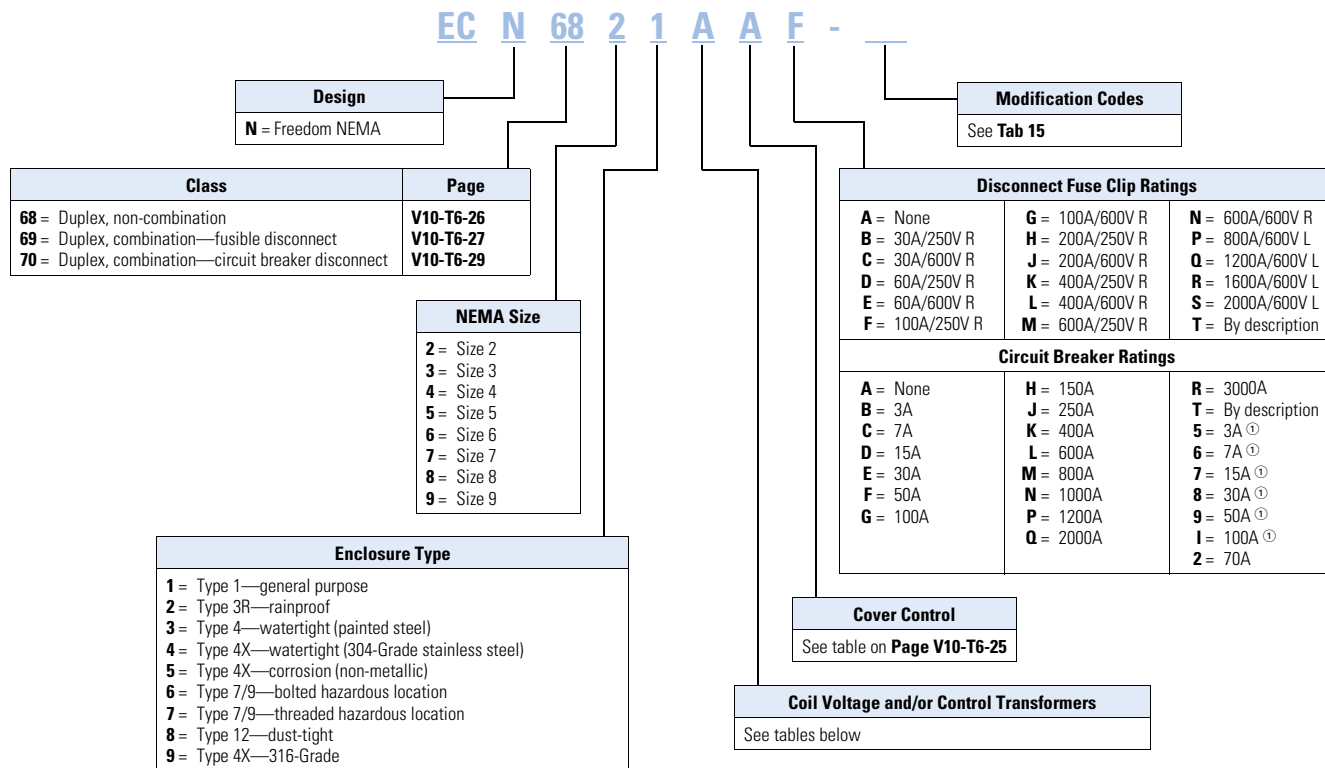 EC N 68 2 1 A A F -
Design
N = Freedom NEMA
Modification Codes
See Tab 15
Class Page
68 = Duplex, non-combination V10-T6-26
69 = Duplex, combination—fusible disconnect V10-T6-27
70 = Duplex, combination—circuit breaker disconnect V10-T6-29
Disconnect Fuse Clip Ratings
A = None
B = 30A/250V R
C = 30A/600V R
D = 60A/250V R
E = 60A/600V R
F = 100A/250V R
G = 100A/600V R
H = 200A/250V R
J = 200A/600V R
K = 400A/250V R
L = 400A/600V R
M = 600A/250V R
N = 600A/600V R
P = 800A/600V L
Q = 1200A/600V L
R = 1600A/600V L
S = 2000A/600V L
T = By description
Circuit Breaker Ratings
A = None
B = 3A
C = 7A
D = 15A
E = 30A
F = 50A
G = 100A
H = 150A
J = 250A
K = 400A
L = 600A
M = 800A
N = 1000A
P = 1200A
Q = 2000A
R = 3000A
T = By description
5 = 3A ①
6 = 7A ①
7 = 15A ①
8 = 30A ①
9 = 50A ①
I = 100A ①
2 = 70A
NEMA Size
2 = Size 2
3 = Size 3
4 = Size 4
5 = Size 5
6 = Size 6
7 = Size 7
8 = Size 8
9 = Size 9
Enclosure Type
1 = Type 1—general purpose
2 = Type 3R—rainproof
3 = Type 4—watertight (painted steel)
4 = Type 4X—watertight (304-Grade stainless steel)
5 = Type 4X—corrosion (non-metallic)
6 = Type 7/9—bolted hazardous location
7 = Type 7/9—threaded hazardous location
8 = Type 12—dust-tight
9 = Type 4X—316-Grade
Cover Control
See table on Page V10-T6-25
Coil Voltage and/or Control Transformers
See tables below